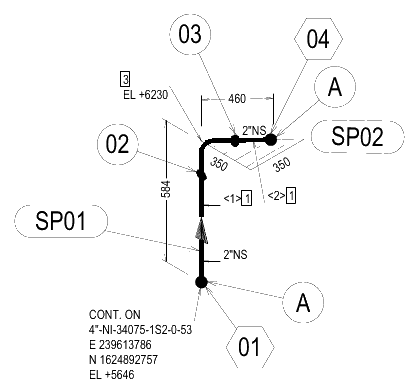 03
04
3
EL +6230
460
A
2"NS
SP02
02
350
350
584
<1> 1
<2> 1
SP01
2"NS
A
CONT. ON
4"-NI-34075-1S2-0-53
01
E 239613786
N 1624892757
EL +5646